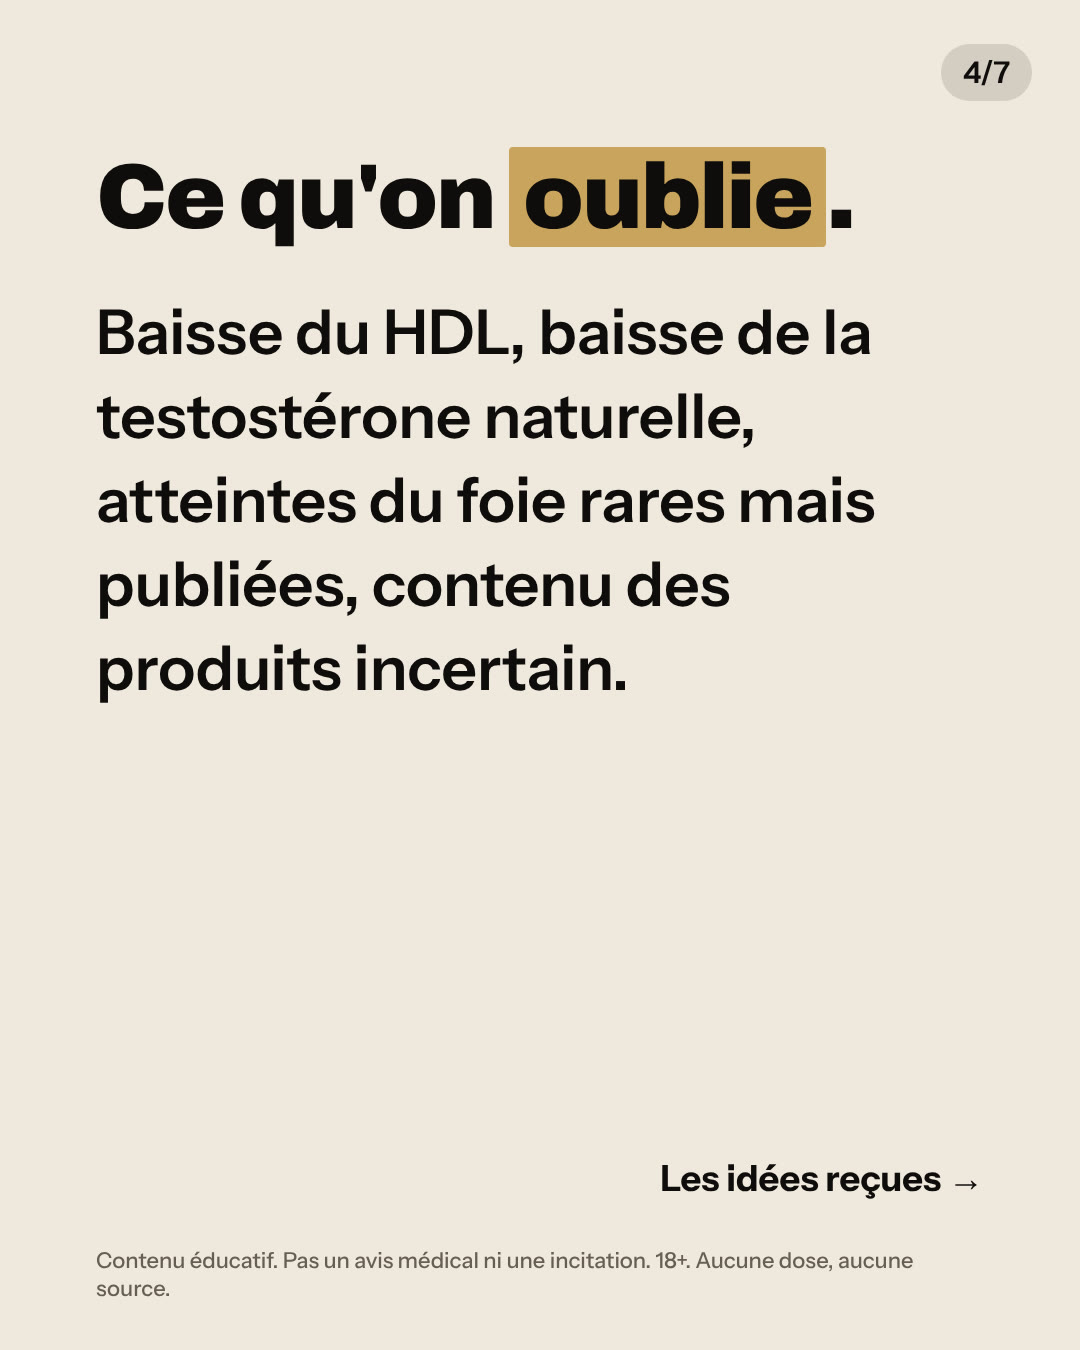 4/7
Ce qu'on oublie.
Baisse du HDL, baisse de la
testostérone naturelle,
atteintes du foie rares mais
publiées, contenu des
produits incertain.
Les idées reçues →
Contenu éducatif. Pas un avis médical ni une incitation. 18+. Aucune dose, aucune
source.